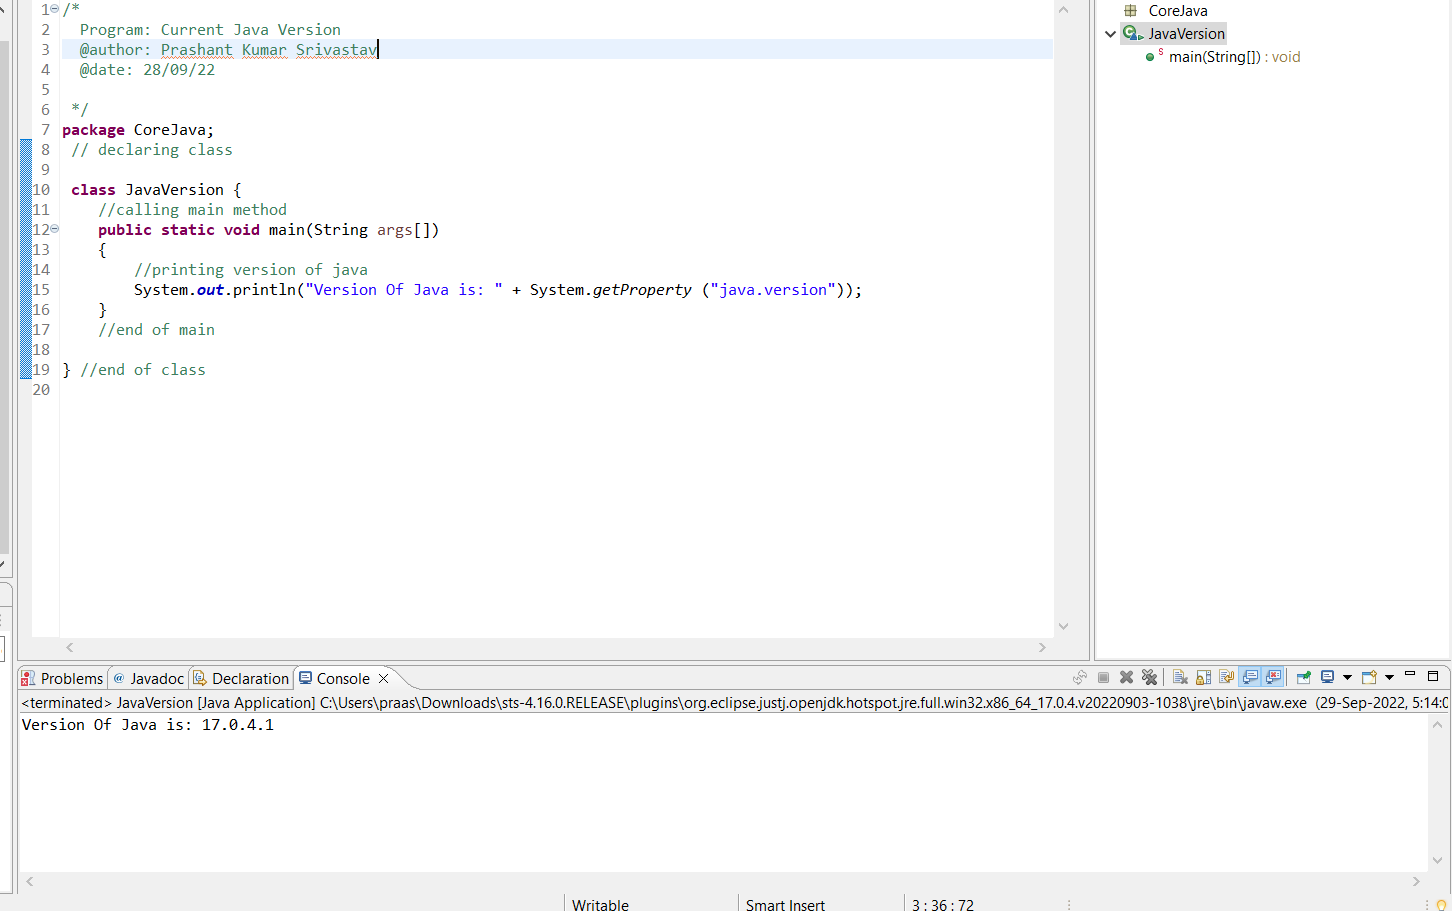 1 /*
2 Program: Current Java Version
3 @author: Prashant Kumar Srivastav
4 @date: 28/09/22
5
6 */
7 package CoreJava;
8 // declaring class
9
10 class JavaVersion {
11 //calling main method
12 public static void main(String args[])
13 {
14 //printing version of java
15 System.out.println("Version Of Java is: " + System.getProperty ("java.version"));
16 }
17 //end of main
18
19 } //end of class
20
CoreJava
JavaVersion
main(String[]) : void
Problems @ Javadoc Declaration Console
<terminated> JavaVersion [Java Application] C:\Users\praas\Downloads\sts-4.16.0.RELEASE\plugins\org.eclipse.justj.openjdk.hotspot.jre.full.win32.x86_64_17.0.4.v20220903-1038\jre\bin\javaw.exe (29-Sep-2022, 5:14:0
Version Of Java is: 17.0.4.1
Writable Smart Insert 3 : 36 : 72